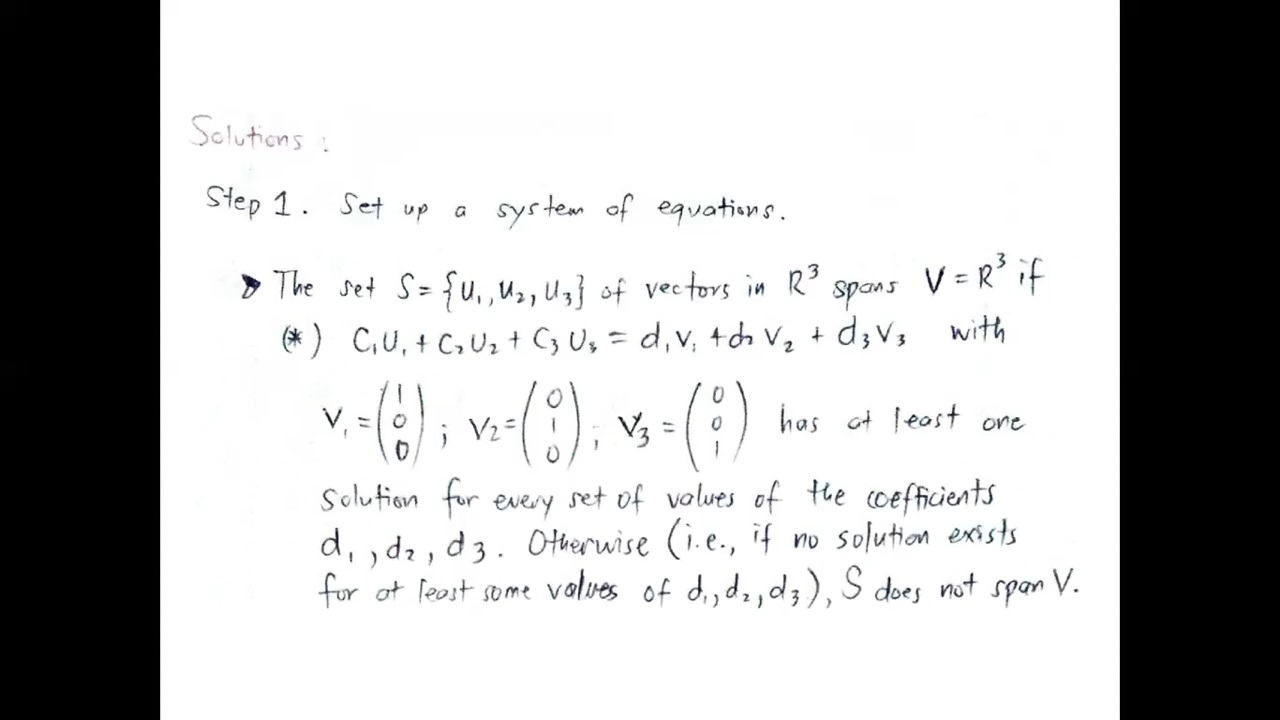 Solutions :
Step 1. Set up a system of equations.
The set S = {u₁, u₂, u₃} of vectors in R³ spans V = R³ if
(*) C₁U₁ + C₂U₂ + C₃U₃ = d₁V₁ + d₂V₂ + d₃V₃ with
V₁ = (1 0 0) ; V₂ = (0 1 0) ; V₃ = (0 0 1) has at least one
solution for every set of values of the coefficients
d₁, d₂, d₃. Otherwise (i.e., if no solution exists
for at least some values of d₁, d₂, d₃), S does not span V.